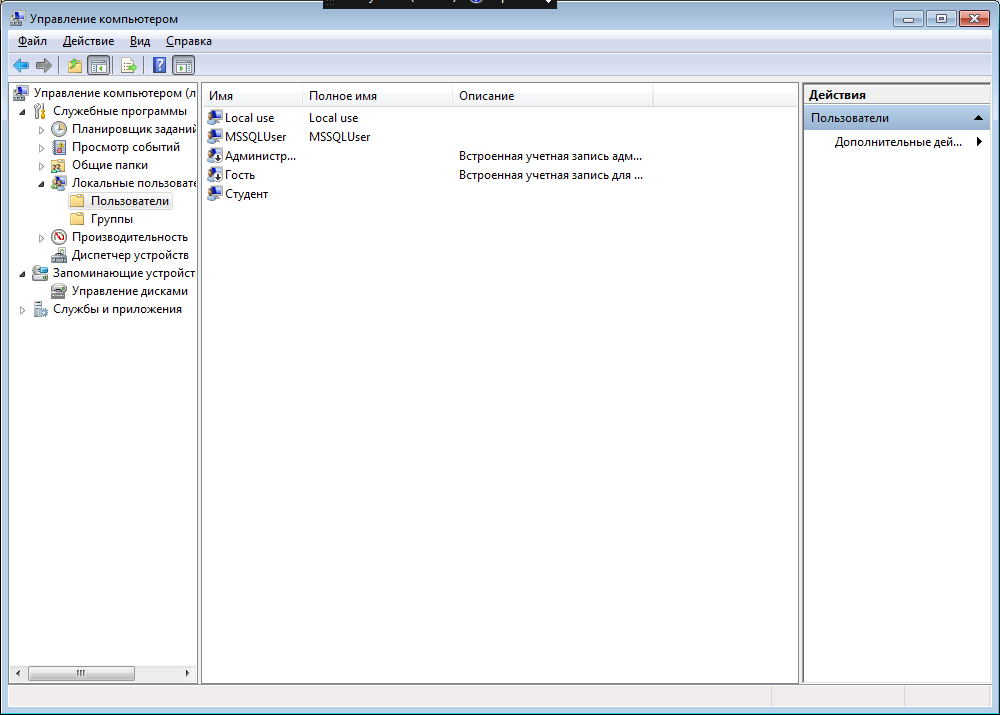 Управление компьютером
Файл Действие Вид Справка
Управление компьютером (л
Служебные программы
Планировщик заданий
Просмотр событий
Общие папки
Локальные пользовате
Пользователи
Группы
Производительность
Диспетчер устройств
Запоминающие устройст
Управление дисками
Службы и приложения
Имя Полное имя Описание
Local use Local use
MSSQLUser MSSQLUser
Администр... Встроенная учетная запись адм...
Гость Встроенная учетная запись для ...
Студент
Действия
Пользователи
Дополнительные дей...